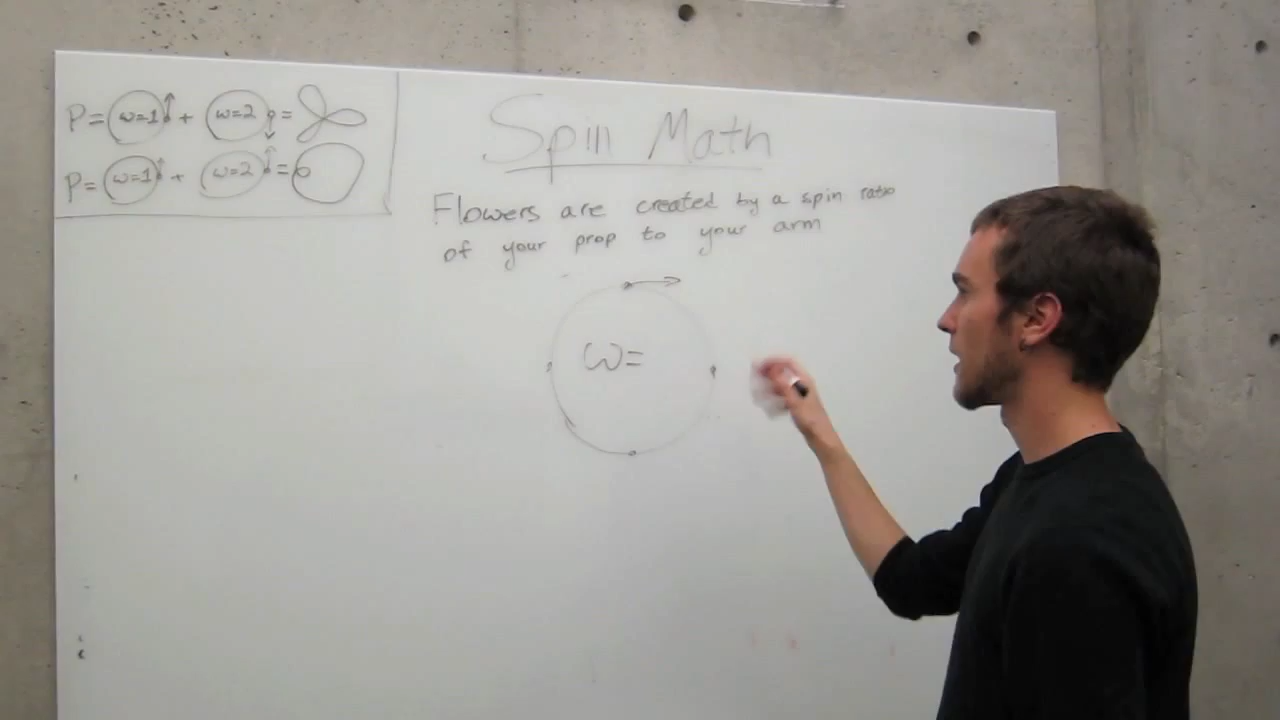 P = ω=1 + ω=2 =
P = ω=1 + ω=2 =
Spin Math
Flowers are created by a spin ratio
of your prop to your arm
ω=